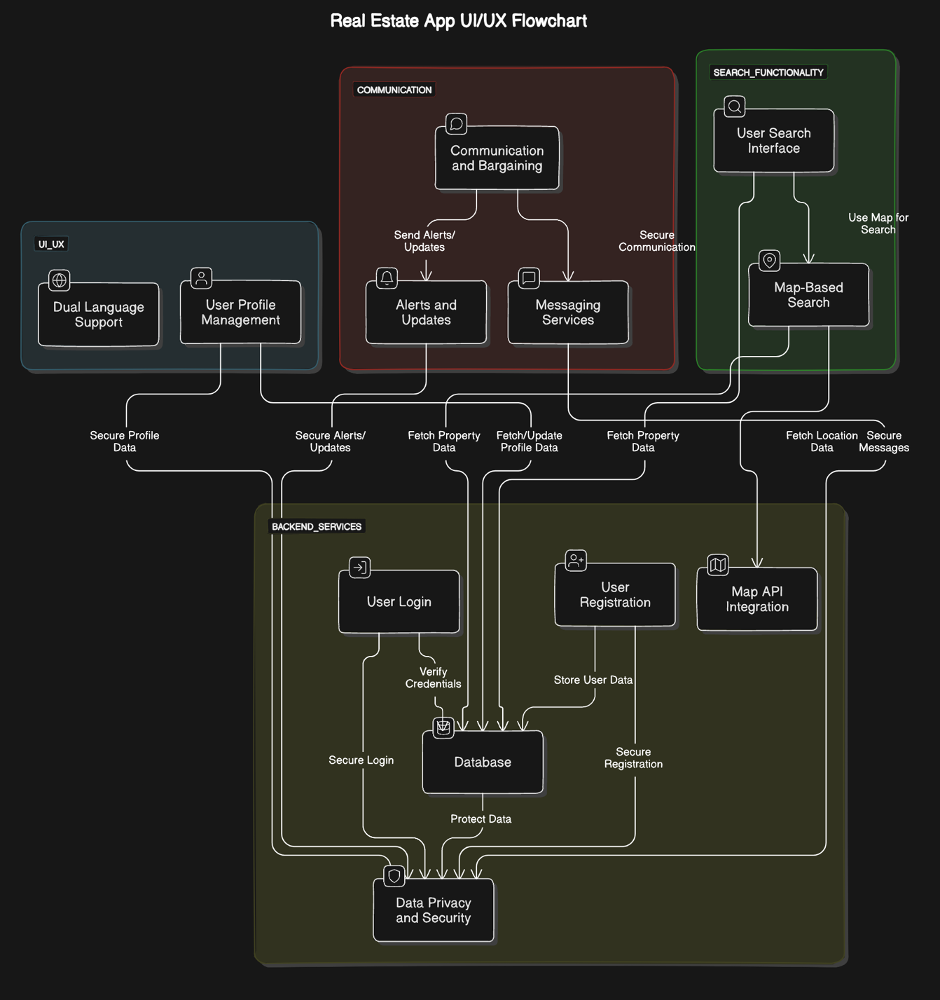 Real Estate App UI/UX Flowchart
SEARCH_FUNCTIONALITY
COMMUNICATION
User Search
Interface
Communication
and Bargaining
Use Map for
Search
Send Alerts/
Updates
Secure
Communication
UI_UX
Dual Language
Support
User Profile
Management
Alerts and
Updates
Messaging
Services
Map-Based
Search
Secure Profile
Data
Secure Alerts/
Updates
Fetch Property
Data
Fetch/Update
Profile Data
Fetch Property
Data
Fetch Location
Data
Secure
Messages
BACKEND_SERVICES
User Login
User
Registration
Map API
Integration
Verify
Credentials
Store User Data
Secure Login
Database
Secure
Registration
Protect Data
Data Privacy
and Security